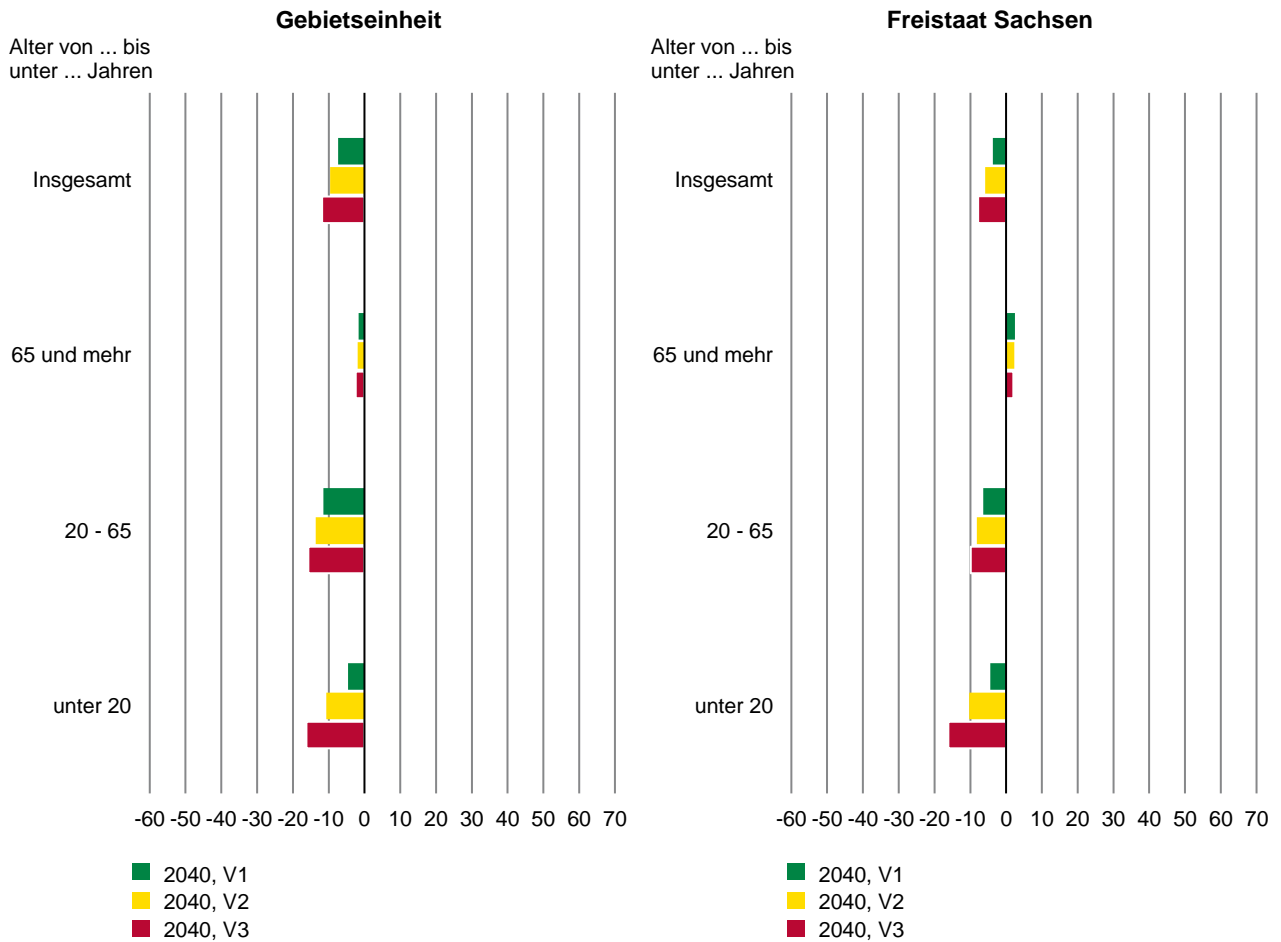 Gebietseinheit
Alter von ... bis
unter ... Jahren
Insgesamt
65 und mehr
20 - 65
unter 20
-60 -50 -40 -30 -20 -10 0 10 20 30 40 50 60 70
2040, V1
2040, V2
2040, V3
Freistaat Sachsen
Alter von ... bis
unter ... Jahren
Insgesamt
65 und mehr
20 - 65
unter 20
-60 -50 -40 -30 -20 -10 0 10 20 30 40 50 60 70
2040, V1
2040, V2
2040, V3